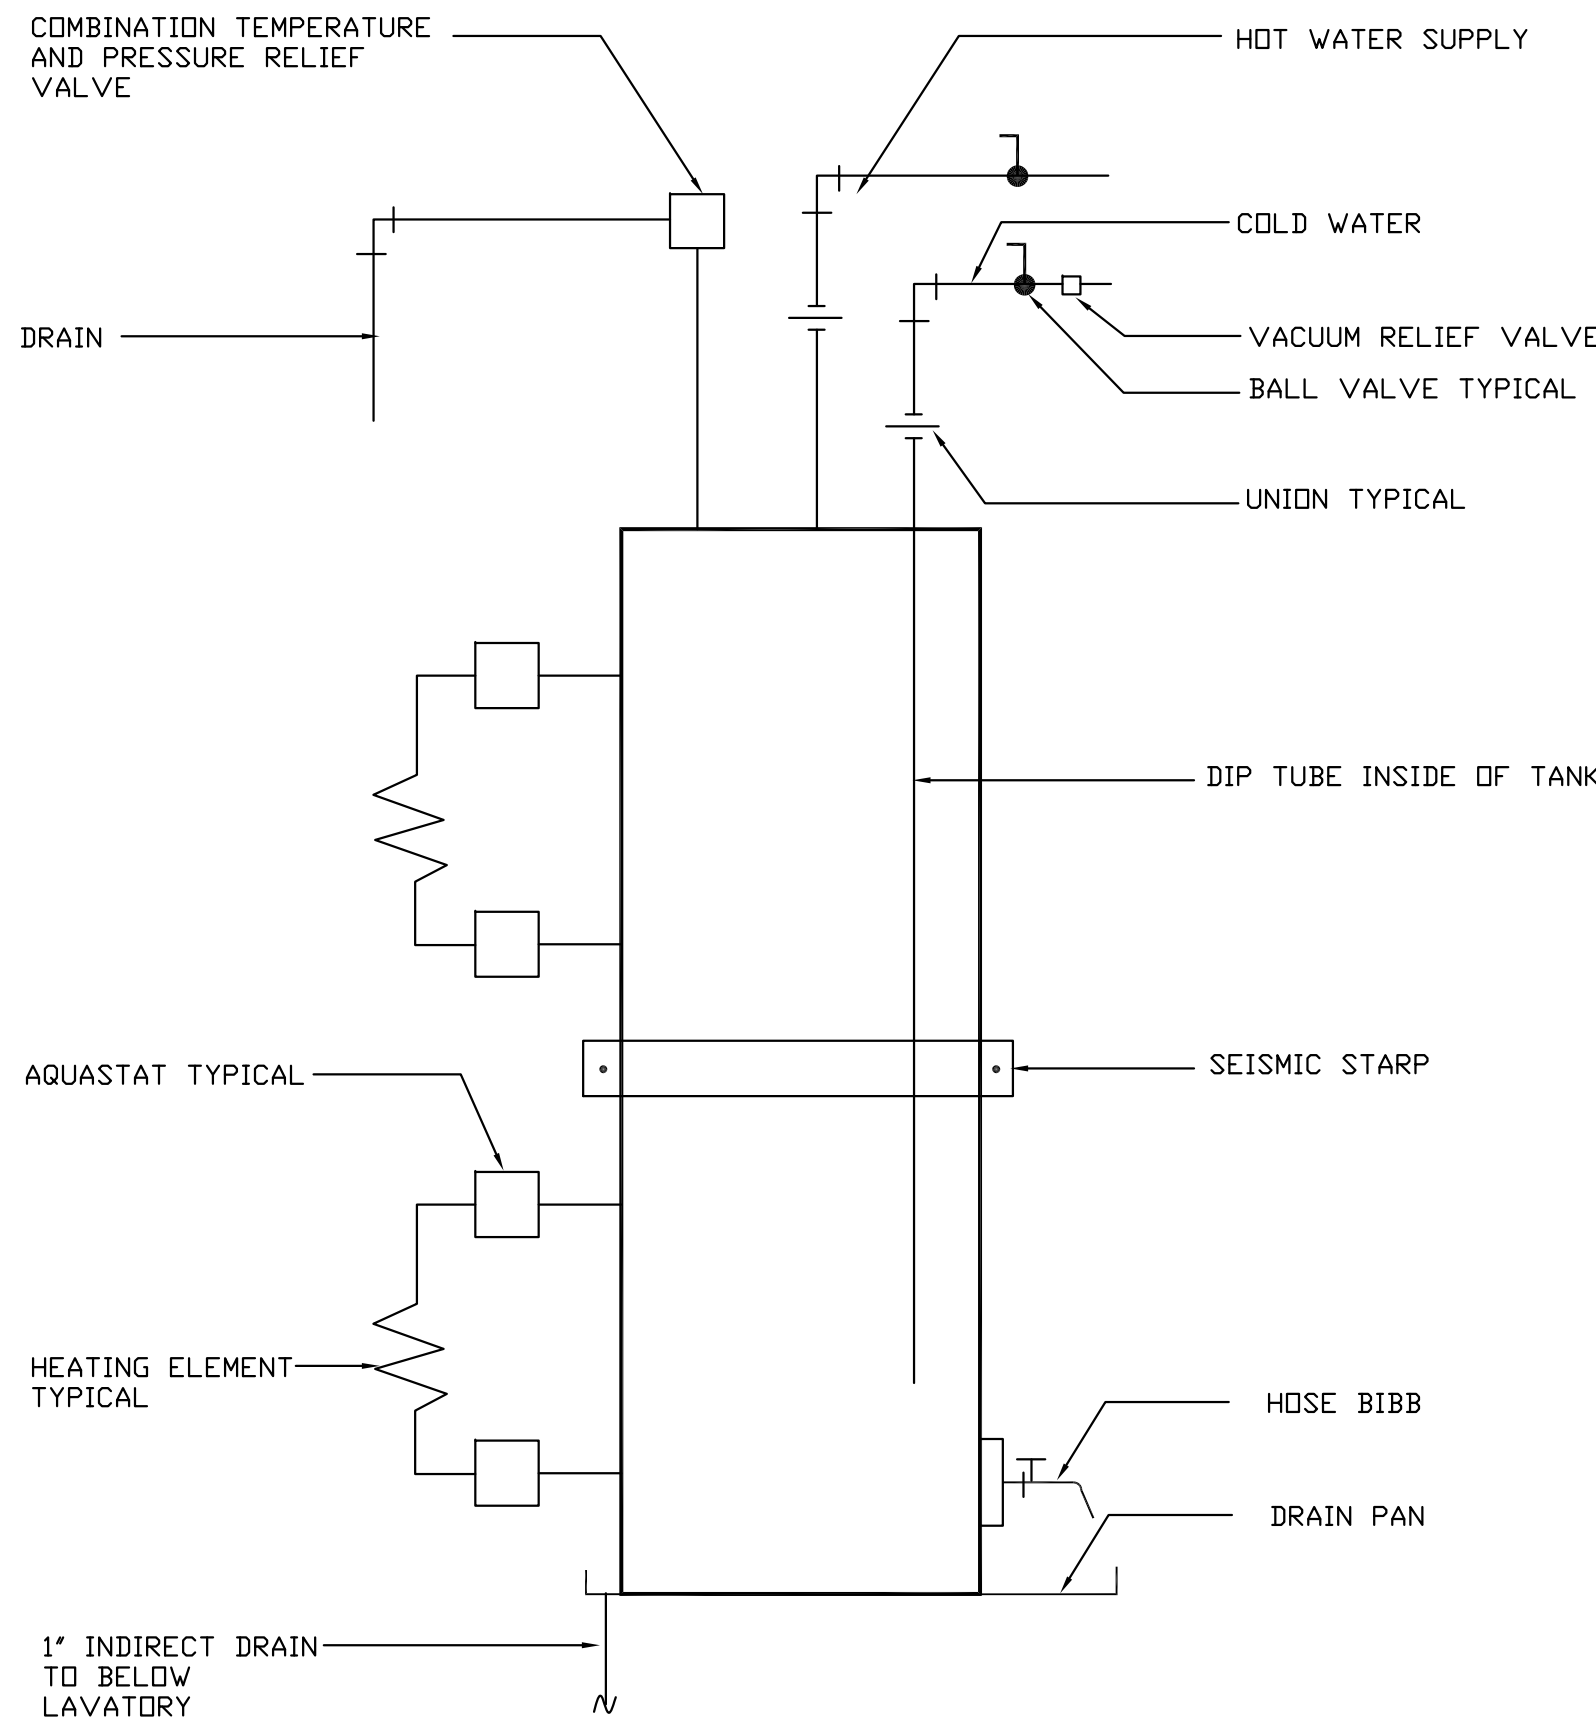 COMBINATION TEMPERATURE
AND PRESSURE RELIEF
VALVE
HOT WATER SUPPLY
COLD WATER
DRAIN
VACUUM RELIEF VALVE
BALL VALVE TYPICAL
UNION TYPICAL
DIP TUBE INSIDE OF TANK
AQUASTAT TYPICAL
SEISMIC STARP
HEATING ELEMENT
TYPICAL
HOSE BIBB
DRAIN PAN
1" INDIRECT DRAIN
TO BELOW
LAVATORY